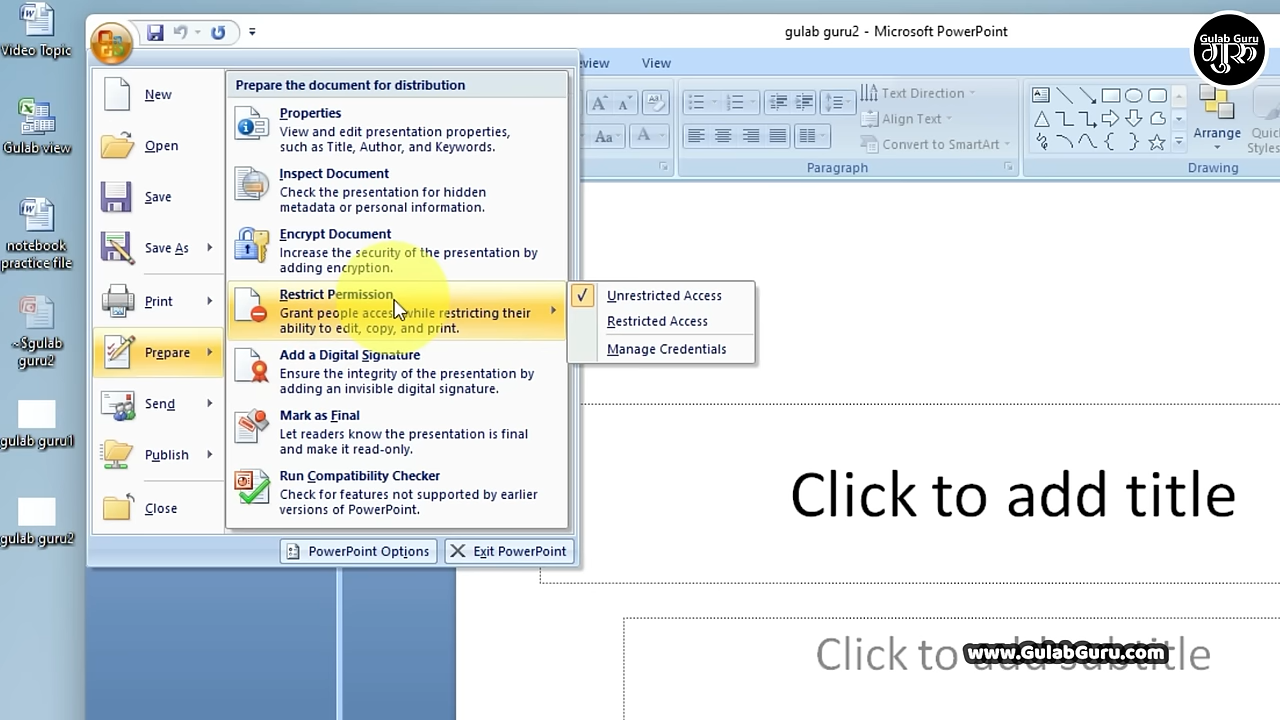 Video Topic
Gulab view
notebook
practice file
~$gulab
guru2
gulab guru1
gulab guru2
gulab guru2 - Microsoft PowerPoint
Gulab Guru
गुरु
View
New
Open
Save
Save As
Print
Prepare
Send
Publish
Close
Prepare the document for distribution
Properties
View and edit presentation properties,
such as Title, Author, and Keywords.
Inspect Document
Check the presentation for hidden
metadata or personal information.
Encrypt Document
Increase the security of the presentation by
adding encryption.
Restrict Permission
Grant people access while restricting their
ability to edit, copy, and print.
Add a Digital Signature
Ensure the integrity of the presentation by
adding an invisible digital signature.
Mark as Final
Let readers know the presentation is final
and make it read-only.
Run Compatibility Checker
Check for features not supported by earlier
versions of PowerPoint.
PowerPoint Options
Exit PowerPoint
Unrestricted Access
Restricted Access
Manage Credentials
Aa
A
Text Direction
Align Text
Convert to SmartArt
Paragraph
Arrange
Quick
Styles
Drawing
Click to add title
Click to add subtitle
www.GulabGuru.com